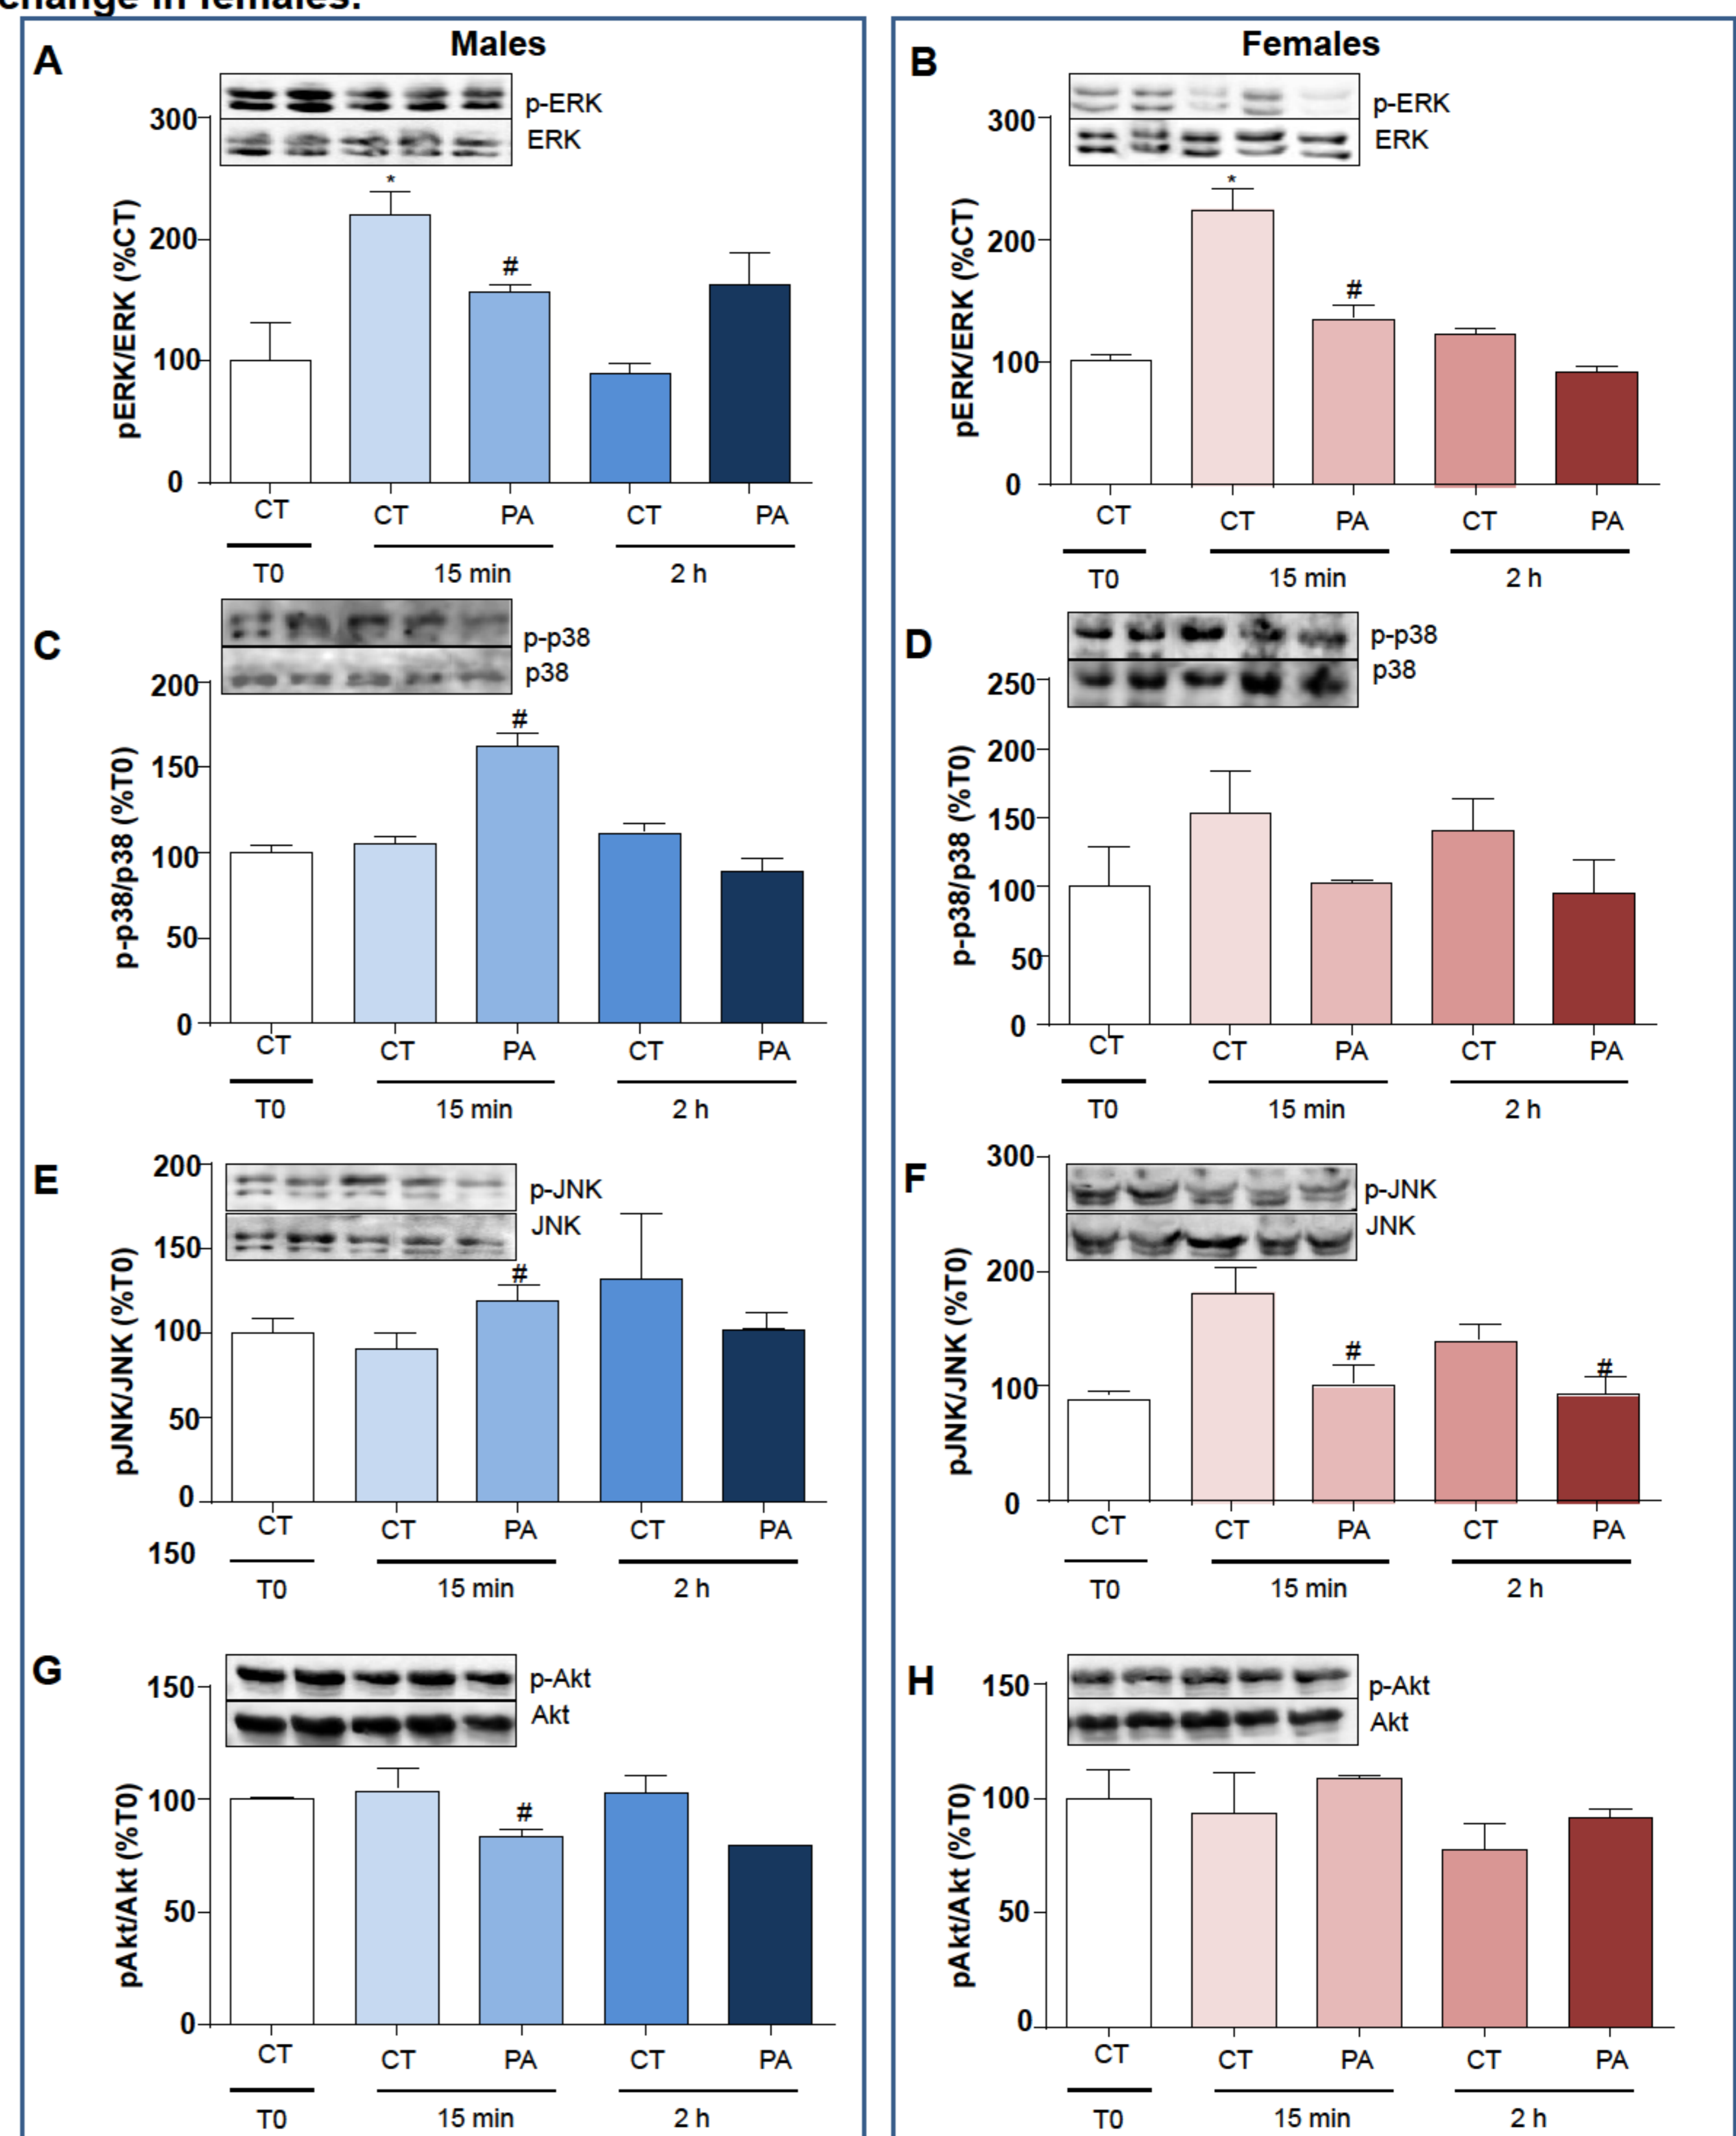 change in females.
Males
Females
A
p-ERK
ERK
300
200
100
0
pERK/ERK (%CT)
*
#
CT
CT
PA
CT
PA
T0
15 min
2 h
B
p-ERK
ERK
300
200
100
0
pERK/ERK (%CT)
*
#
CT
CT
PA
CT
PA
T0
15 min
2 h
C
p-p38
p38
200
150
100
50
0
p-p38/p38 (%T0)
#
CT
CT
PA
CT
PA
T0
15 min
2 h
D
p-p38
p38
250
200
150
100
50
0
p-p38/p38 (%T0)
CT
CT
PA
CT
PA
T0
15 min
2 h
E
p-JNK
JNK
200
150
100
50
0
pJNK/JNK (%T0)
#
CT
CT
PA
CT
PA
150
T0
15 min
2 h
F
p-JNK
JNK
300
200
100
0
pJNK/JNK (%T0)
#
#
CT
CT
PA
CT
PA
T0
15 min
2 h
G
p-Akt
Akt
150
100
50
0
pAkt/Akt (%T0)
#
CT
CT
PA
CT
PA
T0
15 min
2 h
H
p-Akt
Akt
150
100
50
0
pAkt/Akt (%T0)
CT
CT
PA
CT
PA
T0
15 min
2 h